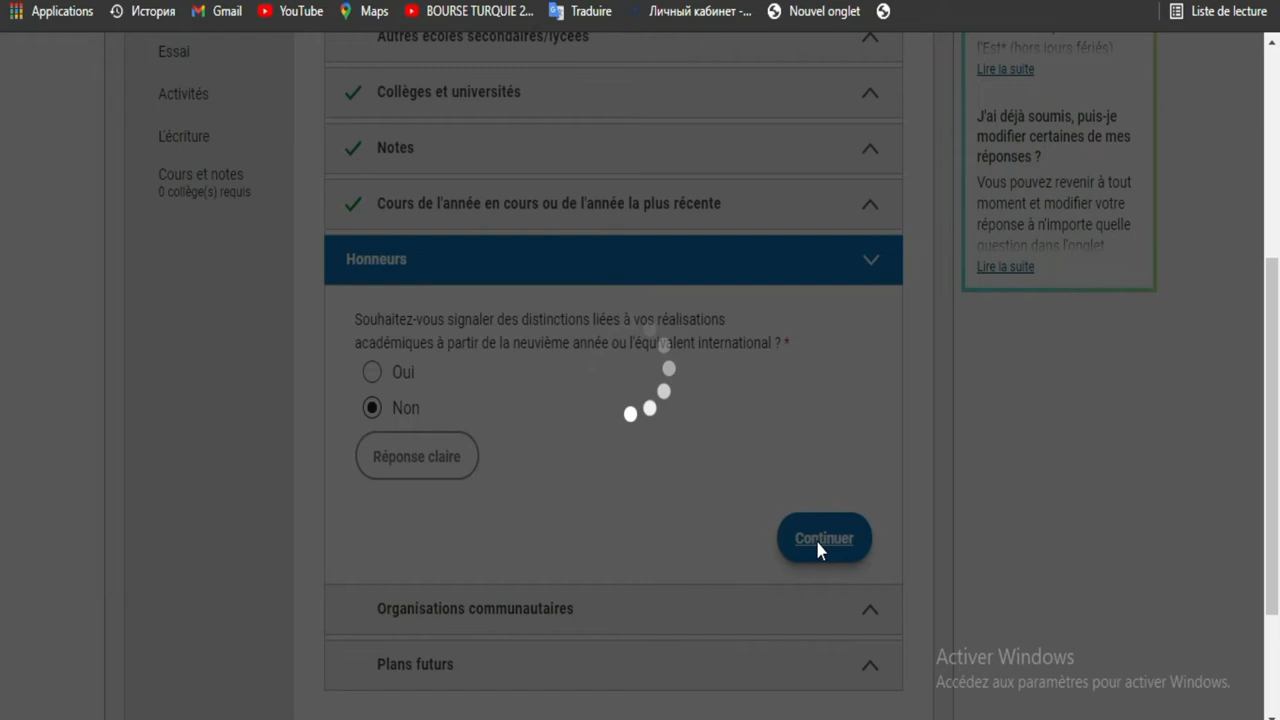 Applications
История
Gmail
YouTube
Maps
BOURSE TURQUIE 2...
Traduire
Личный кабинет -...
Nouvel onglet
Liste de lecture
Essai
Activités
L'écriture
Cours et notes
0 collège(s) requis
Autres écoles secondaires/lycées
Collèges et universités
Notes
Cours de l'année en cours ou de l'année la plus récente
Honneurs
Souhaitez-vous signaler des distinctions liées à vos réalisations
académiques à partir de la neuvième année ou l'équivalent international ? *
Oui
Non
Réponse claire
Continuer
Organisations communautaires
Plans futurs
l'Est* (hors jours fériés)
Lire la suite
J'ai déjà soumis, puis-je
modifier certaines de mes
réponses ?
Vous pouvez revenir à tout
moment et modifier votre
réponse à n'importe quelle
question dans l'onglet
Lire la suite
Activer Windows
Accédez aux paramètres pour activer Windows.